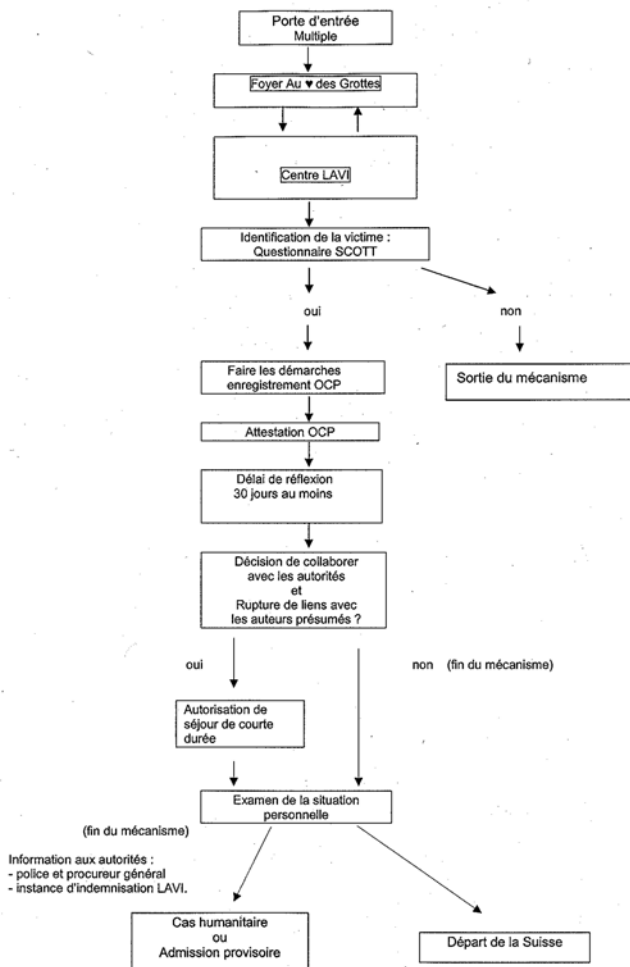 Porte d'entrée
Multiple
Foyer Au ♥ des Grottes
Centre LAVI
Identification de la victime :
Questionnaire SCOTT
oui
non
Faire les démarches
enregistrement OCP
Sortie du mécanisme
Attestation OCP
Délai de réflexion
30 jours au moins
Décision de collaborer
avec les autorités
et
Rupture de liens avec
les auteurs présumés ?
oui
non (fin du mécanisme)
Autorisation de
séjour de courte
durée
Examen de la situation
personnelle
(fin du mécanisme)
Information aux autorités :
- police et procureur général
- instance d'indemnisation LAVI.
Cas humanitaire
ou
Admission provisoire
Départ de la Suisse